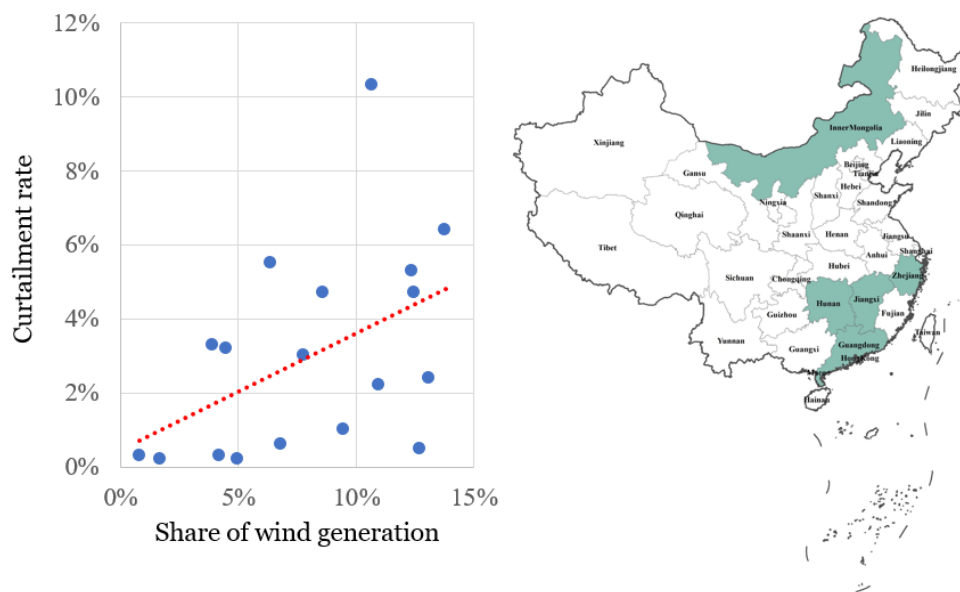 12%
10%
8%
6%
4%
2%
0%
0%
5%
10%
15%
Curtailment rate
Share of wind generation
Heilongjiang
Jilin
Liaoning
InnerMongolia
Xinjiang
Gansu
Beijing
Hebei
Ningxia
Shanxi
Shandong
Qinghai
Shaanxi
Henan
Jiangsu
Shanghai
Anhui
Tibet
Hubei
Sichuan
Chongqing
Zhejiang
Hunan
Jiangxi
Guizhou
Fujian
Taiwan
Yunnan
Guangxi
Guangdong
HongKong
Hainan